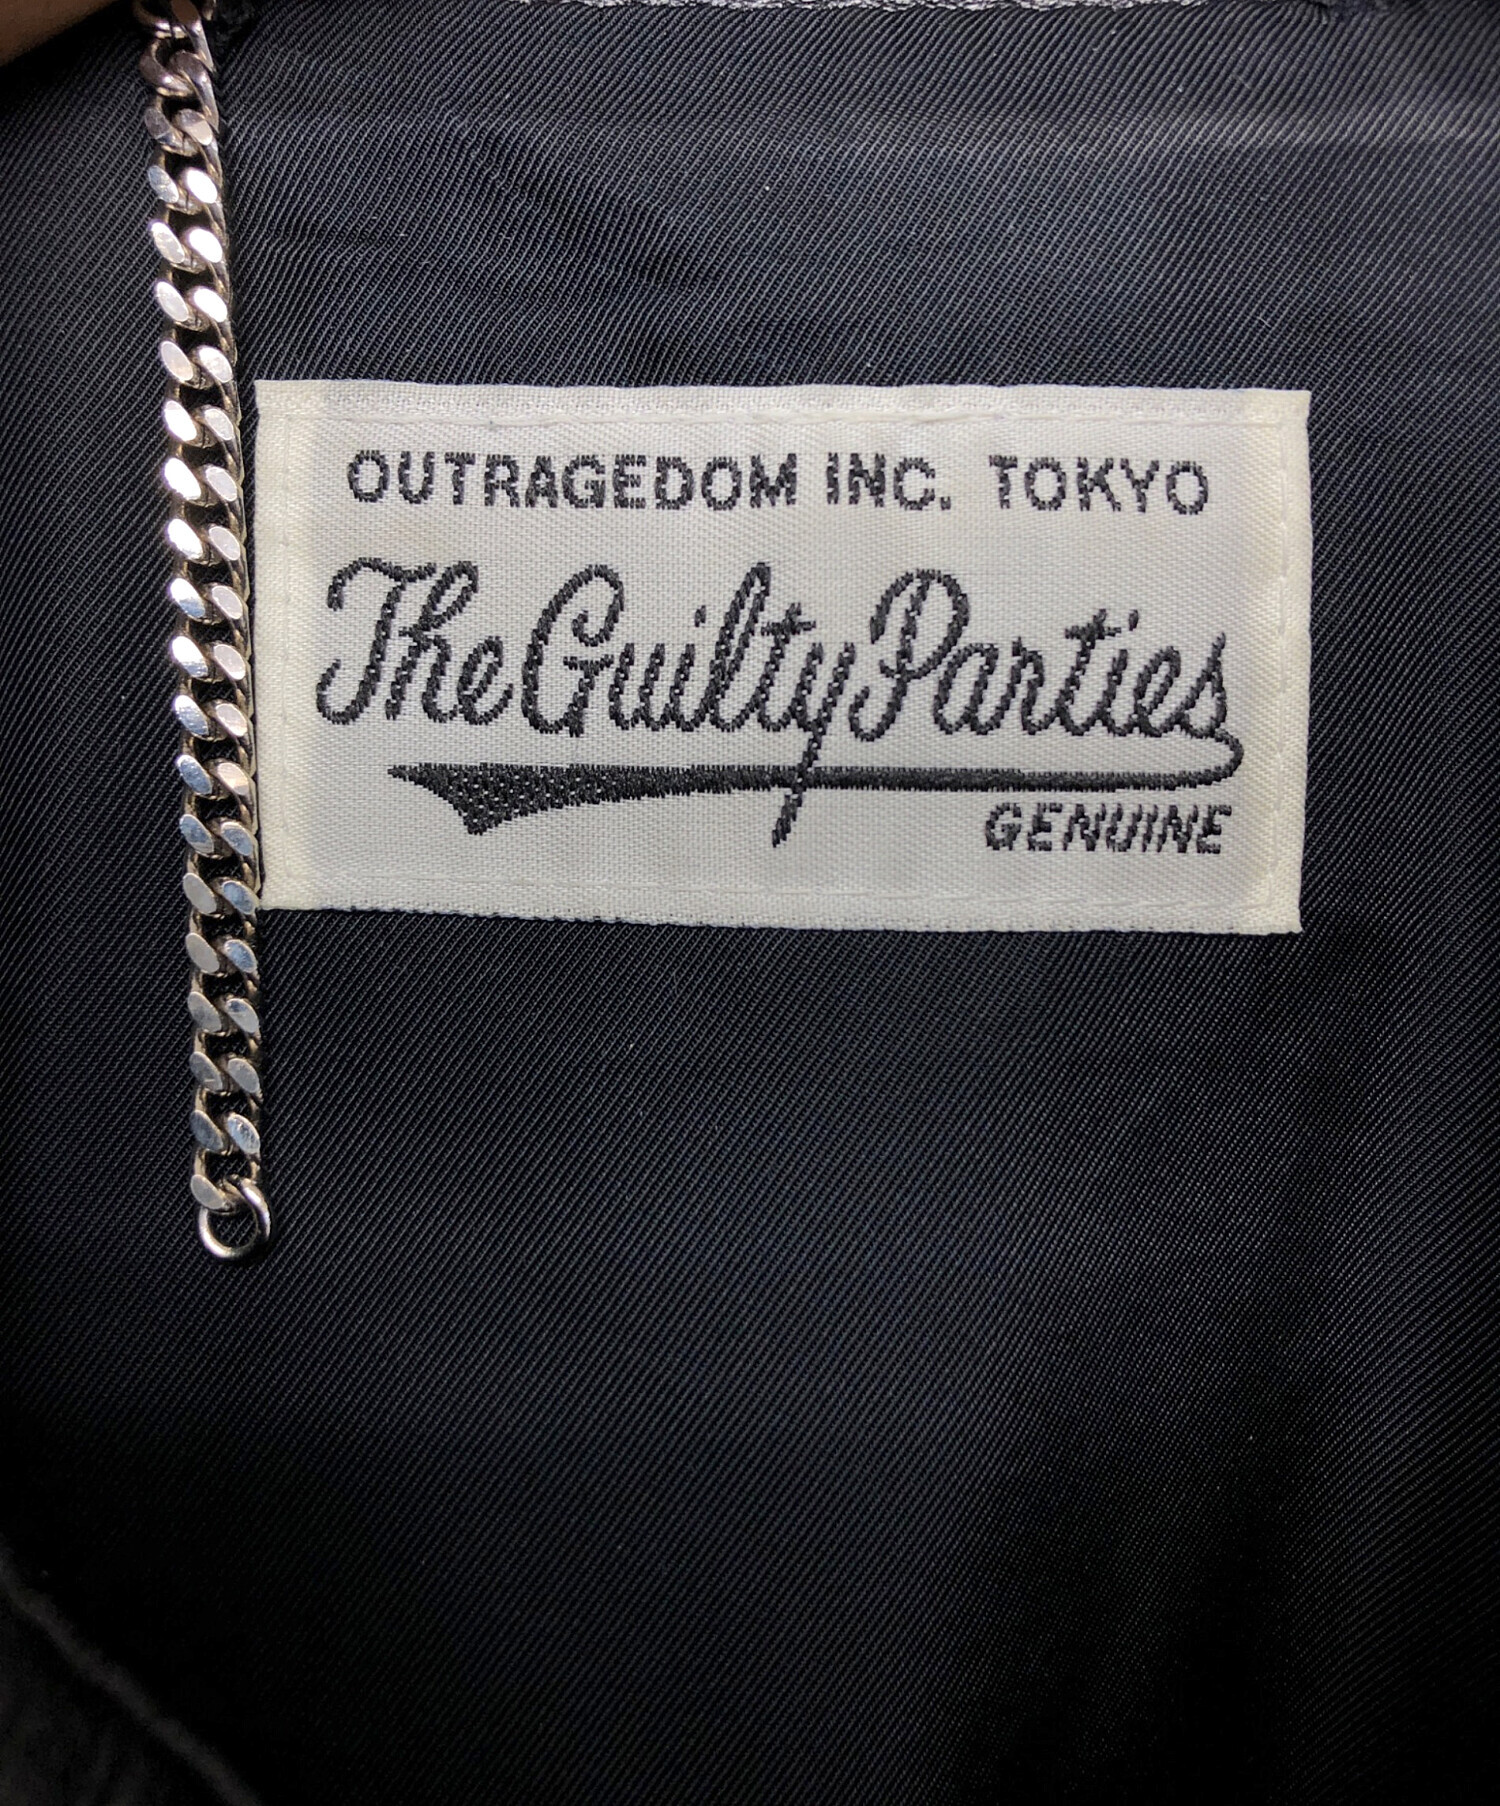 OUTRAGEDOM INC. TOKYO
The Guilty Parties
GENUINE